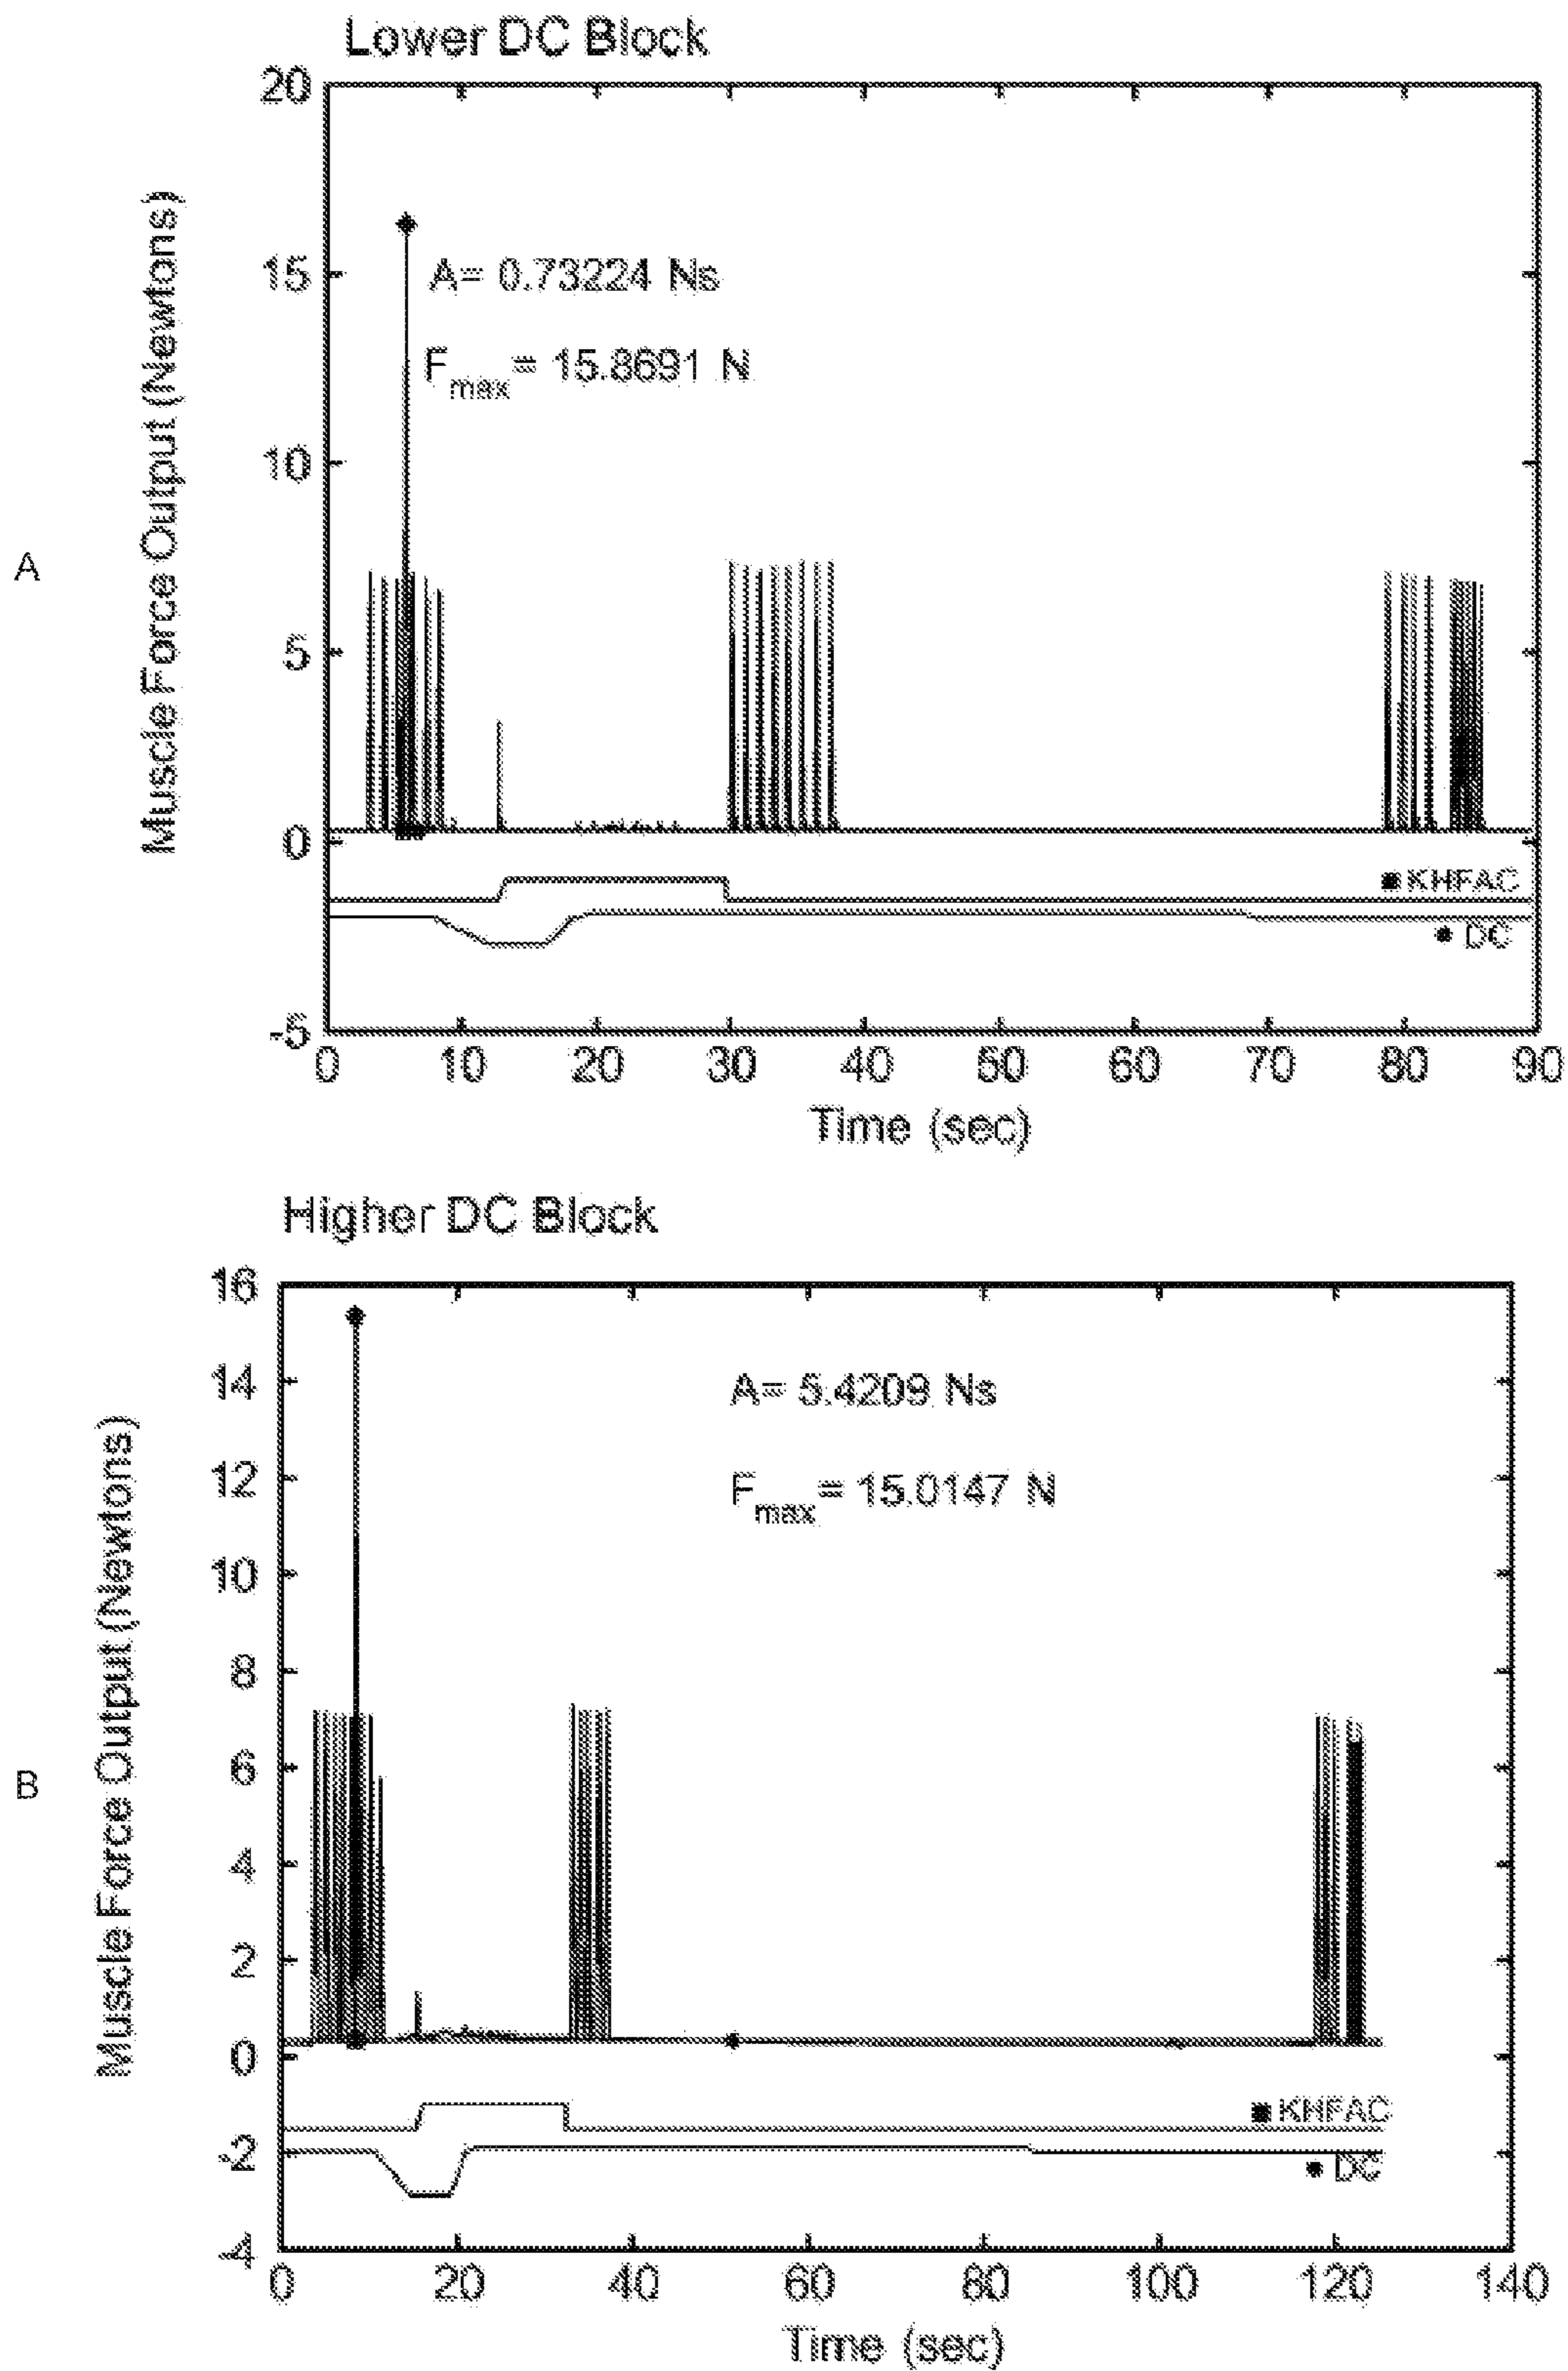 Lower DC Block
20
15
10
5
0
-5
Muscle Force Output (Newtons)
A
A= 0.73224 Ns
Fmax= 15.8691 N
KHFAC
DC
0 10 20 30 40 50 60 70 80 90
Time (sec)
Higher DC Block
16
14
12
10
8
6
4
2
0
-2
-4
Muscle Force Output (Newtons)
B
A= 5.4209 Ns
Fmax= 15.0147 N
KHFAC
DC
0 20 40 60 80 100 120 140
Time (sec)